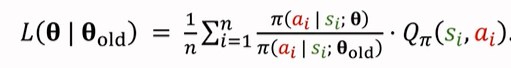 L(θ | θ_old) = 1/n ∑_{i=1}^{n} π(a_i | s_i; θ) / π(a_i | s_i; θ_old) · Q_π(s_i, a_i).